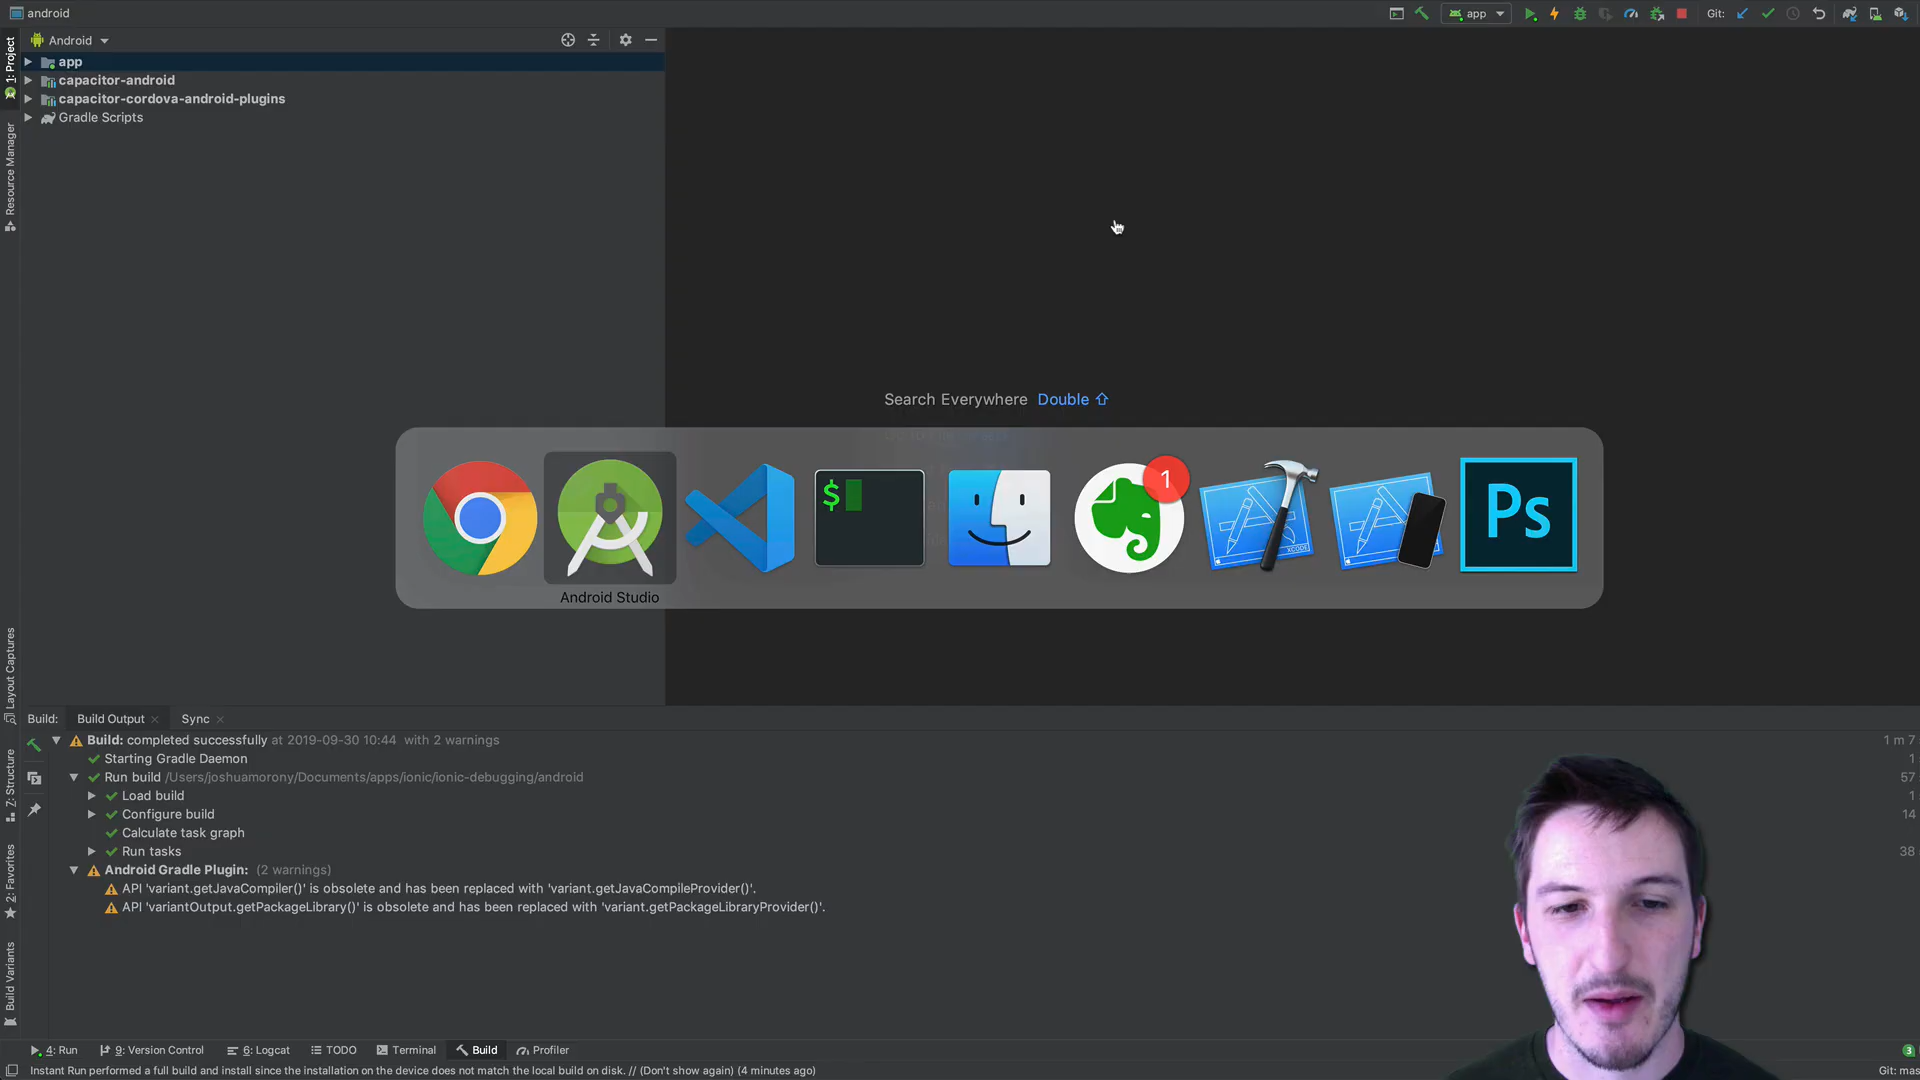 android
app
Git:
1: Project
Android
app
capacitor-android
capacitor-cordova-android-plugins
Gradle Scripts
Resource Manager
Search Everywhere Double ⇧
$
1
XCODE
Ps
Android Studio
Layout Captures
Z: Structure
2: Favorites
Build Variants
Build: Build Output Sync
Build: completed successfully at 2019-09-30 10:44 with 2 warnings
1 m 7
Starting Gradle Daemon
1
Run build /Users/joshuamorony/Documents/apps/ionic/ionic-debugging/android
57
Load build
1
Configure build
14
Calculate task graph
Run tasks
38
Android Gradle Plugin: (2 warnings)
API 'variant.getJavaCompiler()' is obsolete and has been replaced with 'variant.getJavaCompileProvider()'.
API 'variantOutput.getPackageLibrary()' is obsolete and has been replaced with 'variant.getPackageLibraryProvider()'.
4: Run 9: Version Control 6: Logcat TODO Terminal Build Profiler
3
Instant Run performed a full build and install since the installation on the device does not match the local build on disk. // (Don't show again) (4 minutes ago)
Git: mas